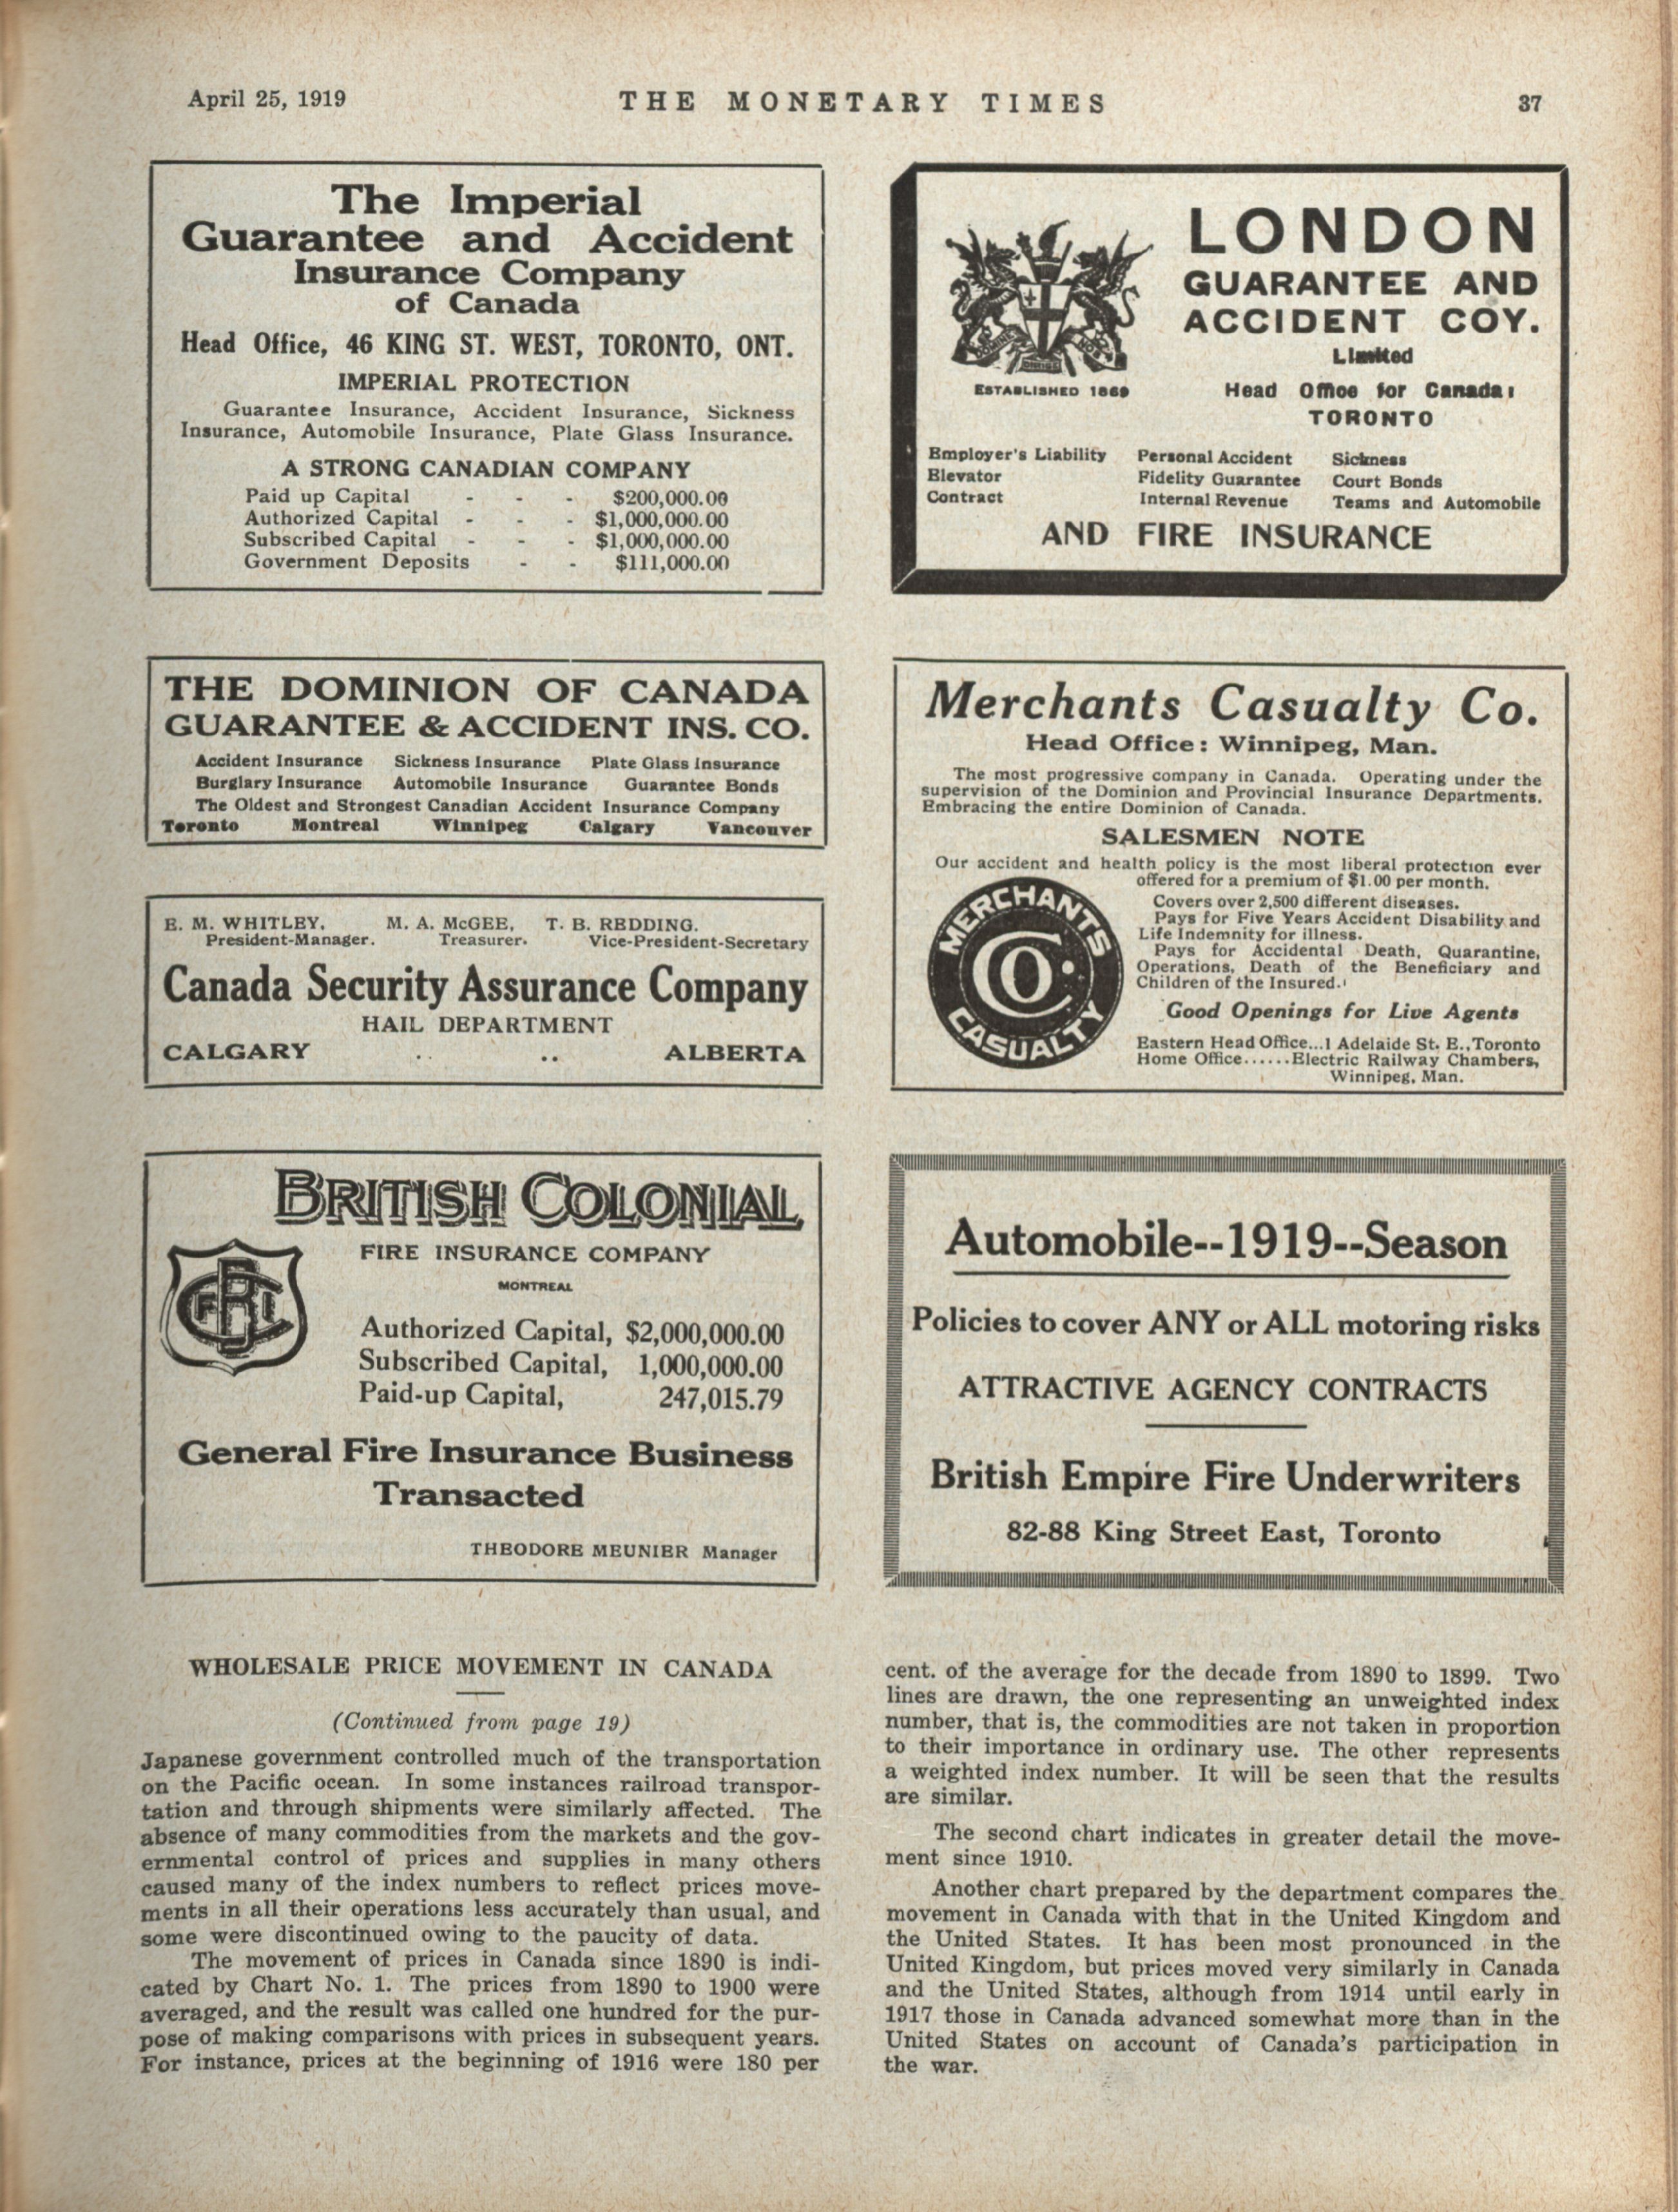 April 25, 1919
THE MONETARY TIMES
37
The Imperial
Guarantee and Accident
Insurance Company
of Canada
Head Office, 46 KING ST. WEST, TORONTO, ONT.
IMPERIAL PROTECTION
Guarantee Insurance, Accident Insurance, Sickness
Insurance, Automobile Insurance, Plate Glass Insurance.
A STRONG CANADIAN COMPANY
Paid up Capital - - - $200,000.00
Authorized Capital - - - $1,000,000.00
Subscribed Capital - - - $1,000,000.00
Government Deposits - - $111,000.00
LONDON
GUARANTEE AND
ACCIDENT COY.
Limited
ESTABLISHED 1869
Head Office for Canada:
TORONTO
Employer's Liability Personal Accident Sickness
Elevator Fidelity Guarantee Court Bonds
Contract Internal Revenue Teams and Automobile
AND FIRE INSURANCE
THE DOMINION OF CANADA
GUARANTEE & ACCIDENT INS. CO.
Accident Insurance Sickness Insurance Plate Glass Insurance
Burglary Insurance Automobile Insurance Guarantee Bonds
The Oldest and Strongest Canadian Accident Insurance Company
Toronto Montreal Winnipeg Calgary Vancouver
Merchants Casualty Co.
Head Office: Winnipeg, Man.
The most progressive company in Canada. Operating under the
supervision of the Dominion and Provincial Insurance Departments.
Embracing the entire Dominion of Canada.
SALESMEN NOTE
Our accident and health policy is the most liberal protection ever
offered for a premium of $1.00 per month.
Covers over 2,500 different diseases.
Pays for Five Years Accident Disability and
Life Indemnity for illness.
Pays for Accidental Death, Quarantine,
Operations, Death of the Beneficiary and
Children of the Insured.
Good Openings for Live Agents
Eastern Head Office...1 Adelaide St. E., Toronto
Home Office......Electric Railway Chambers,
Winnipeg, Man.
MERCHANTS
CO.
CASUALTY
E. M. WHITLEY, M. A. McGEE, T. B. REDDING.
President-Manager. Treasurer. Vice-President-Secretary
Canada Security Assurance Company
HAIL DEPARTMENT
CALGARY .. .. ALBERTA
BRITISH COLONIAL
FIRE INSURANCE COMPANY
MONTREAL
Authorized Capital, $2,000,000.00
Subscribed Capital, 1,000,000.00
Paid-up Capital, 247,015.79
General Fire Insurance Business
Transacted
THEODORE MEUNIER Manager
Automobile--1919--Season
Policies to cover ANY or ALL motoring risks
ATTRACTIVE AGENCY CONTRACTS
British Empire Fire Underwriters
82-88 King Street East, Toronto
WHOLESALE PRICE MOVEMENT IN CANADA
(Continued from page 19)
Japanese government controlled much of the transportation
on the Pacific ocean. In some instances railroad transpor-
tation and through shipments were similarly affected. The
absence of many commodities from the markets and the gov-
ernmental control of prices and supplies in many others
caused many of the index numbers to reflect prices move-
ments in all their operations less accurately than usual, and
some were discontinued owing to the paucity of data.
The movement of prices in Canada since 1890 is indi-
cated by Chart No. 1. The prices from 1890 to 1900 were
averaged, and the result was called one hundred for the pur-
pose of making comparisons with prices in subsequent years.
For instance, prices at the beginning of 1916 were 180 per
cent. of the average for the decade from 1890 to 1899. Two
lines are drawn, the one representing an unweighted index
number, that is, the commodities are not taken in proportion
to their importance in ordinary use. The other represents
a weighted index number. It will be seen that the results
are similar.
The second chart indicates in greater detail the move-
ment since 1910.
Another chart prepared by the department compares the
movement in Canada with that in the United Kingdom and
the United States. It has been most pronounced in the
United Kingdom, but prices moved very similarly in Canada
and the United States, although from 1914 until early in
1917 those in Canada advanced somewhat more than in the
United States on account of Canada's participation in
the war.